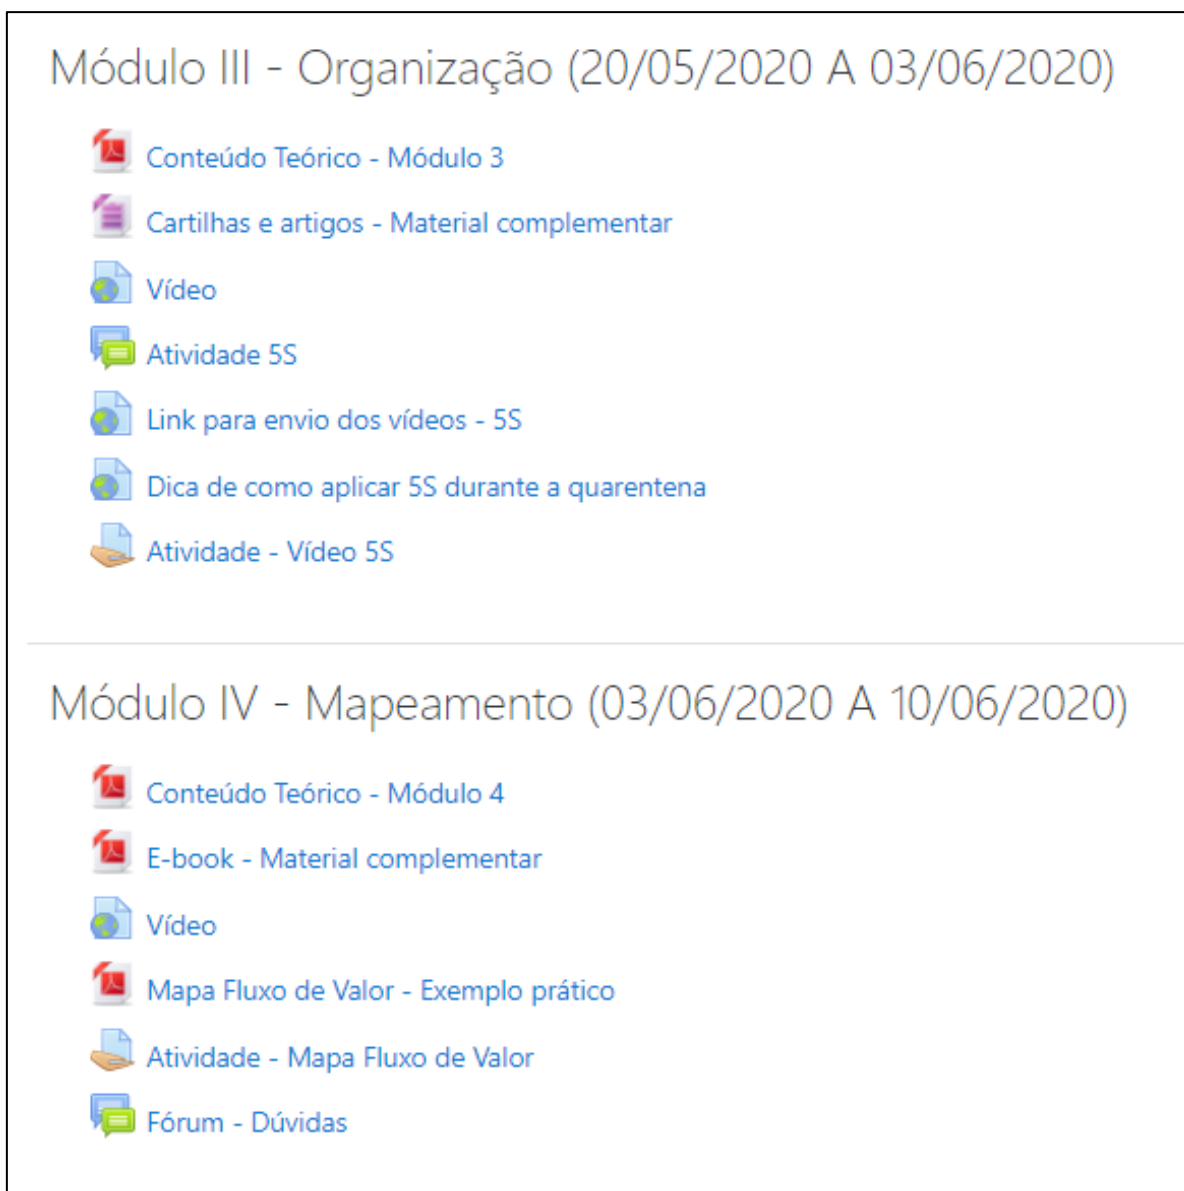 Módulo III - Organização (20/05/2020 A 03/06/2020)
Conteúdo Teórico - Módulo 3
Cartilhas e artigos - Material complementar
Vídeo
Atividade 5S
Link para envio dos vídeos - 5S
Dica de como aplicar 5S durante a quarentena
Atividade - Vídeo 5S
Módulo IV - Mapeamento (03/06/2020 A 10/06/2020)
Conteúdo Teórico - Módulo 4
E-book - Material complementar
Vídeo
Mapa Fluxo de Valor - Exemplo prático
Atividade - Mapa Fluxo de Valor
Fórum - Dúvidas